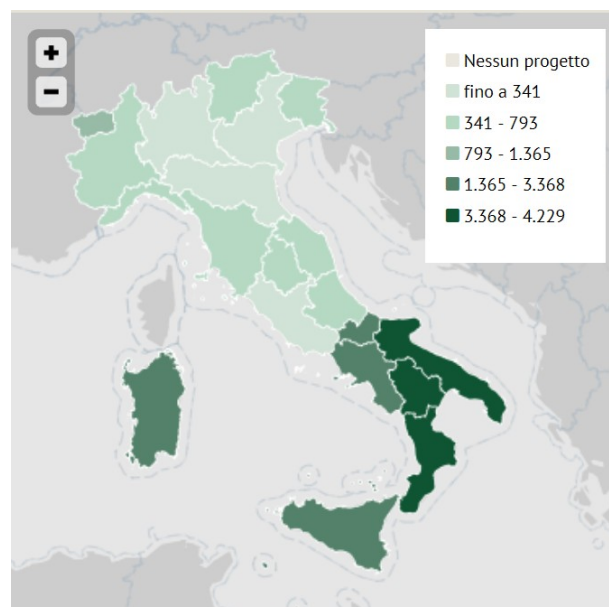 +
−
Nessun progetto
fino a 341
341 - 793
793 - 1.365
1.365 - 3.368
3.368 - 4.229